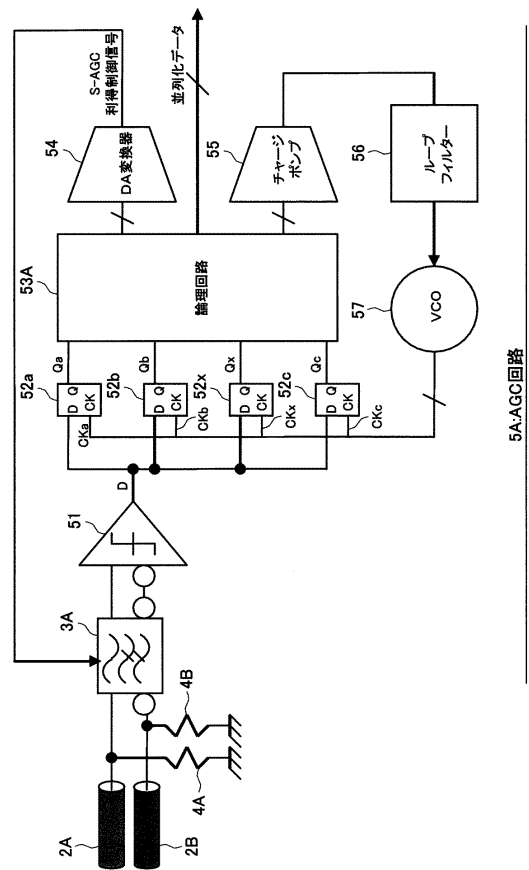 S-AGC
利得制御信号
並列化データ
54
DA変換器
55
チャージ
ポンプ
56
ループ
フィルター
53A
論理回路
57
VCO
52a
Qa
D Q
CK
CKa
52b
Qb
D Q
CK
CKb
52x
Qx
D Q
CK
CKx
52c
Qc
D Q
CK
CKc
D
51
3A
4B
4A
2A
2B
5A:AGC回路